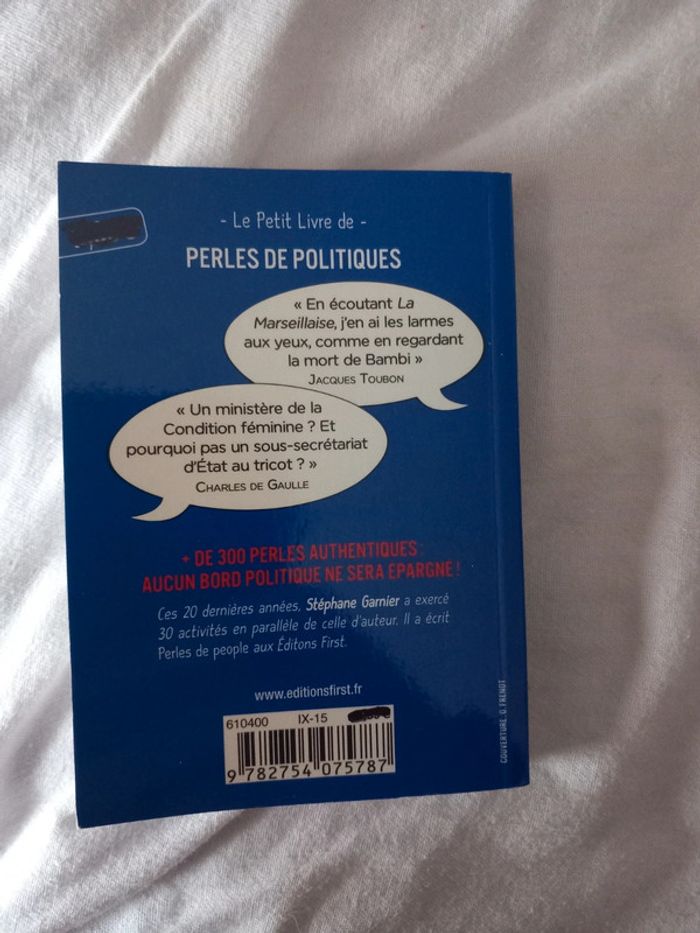 - Le Petit Livre de -
PERLES DE POLITIQUES
« En écoutant La
Marseillaise, j'en ai les larmes
aux yeux, comme en regardant
la mort de Bambi »
JACQUES TOUBON
« Un ministère de la
Condition féminine ? Et
pourquoi pas un sous-secrétariat
d'État au tricot ? »
CHARLES DE GAULLE
+ DE 300 PERLES AUTHENTIQUES :
AUCUN BORD POLITIQUE NE SERA ÉPARGNÉ !
Ces 20 dernières années, Stéphane Garnier a exercé
30 activités en parallèle de celle d'auteur. Il a écrit
Perles de people aux Éditons First.
www.editionsfirst.fr
610400 IX-15
9 782754 075787
COUVERTURE : O. FRENOT